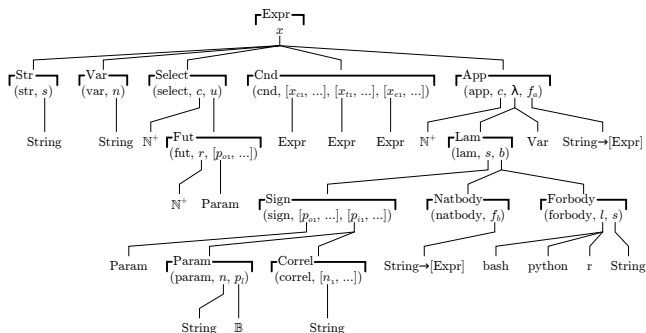 Expr
x
Str Var Select Cnd App
(str, s) (var, n) (select, c, u) (cnd, [x_c1, ...], [x_t1, ...], [x_e1, ...]) (app, c, λ, f_a)
String String ℕ⁺ Fut Expr Expr Expr ℕ⁺ Lam Var String→[Expr]
(fut, r, [p_o1, ...]) (lam, s, b)
ℕ⁺ Param Sign Natbody Forbody
(sign, [p_o1, ...], [p_i1, ...]) (natbody, f_b) (forbody, l, s)
Param Param Correl String→[Expr] bash python r String
(param, n, p_l) (correl, [n_1, ...])
String 𝔹 String